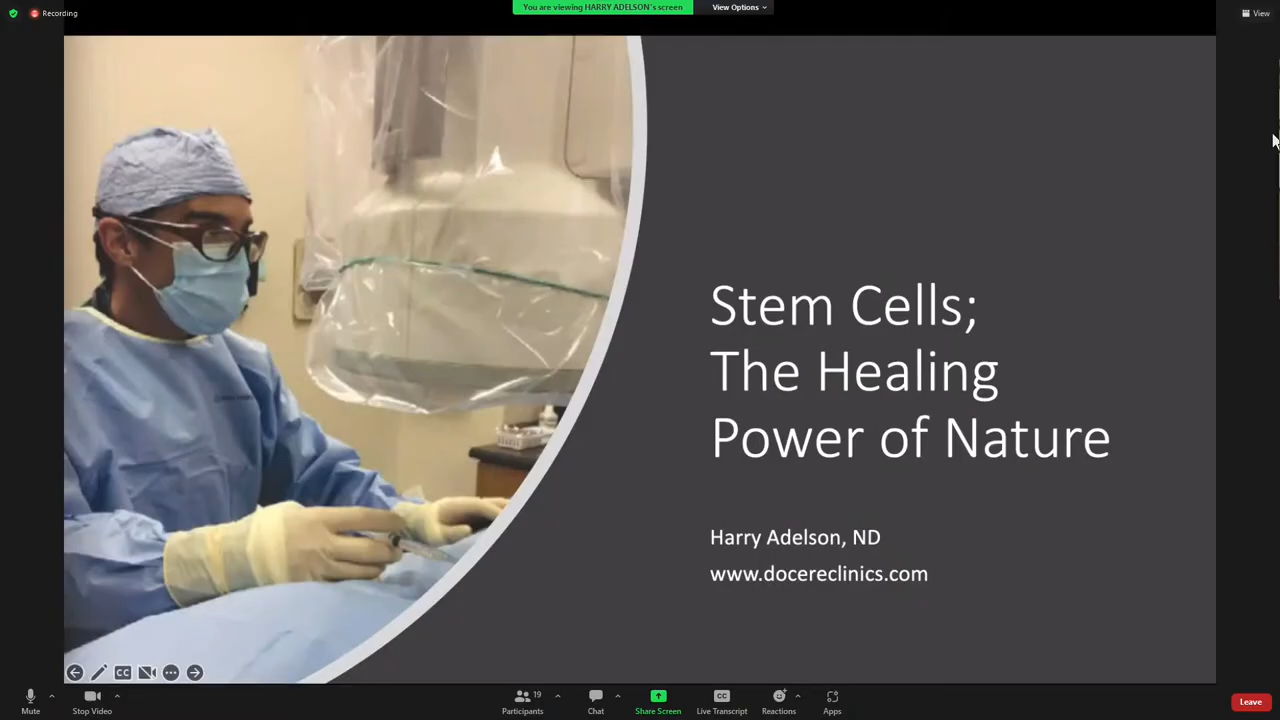 Recording
You are viewing HARRY ADELSON's screen
View Options
View
Stem Cells;
The Healing
Power of Nature
Harry Adelson, ND
www.docereclinics.com
CC
Mute
Stop Video
19
Participants
Chat
Share Screen
CC
Live Transcript
Reactions
Apps
Leave